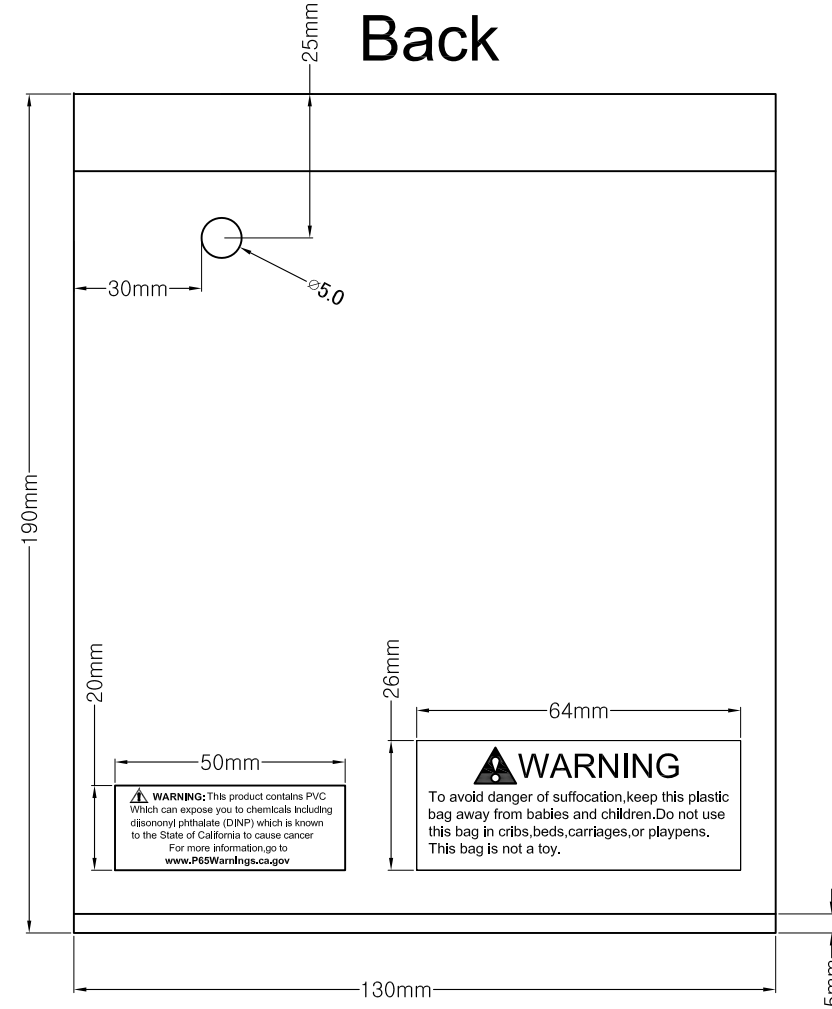 Back
25mm
30mm
⌀5.0
190mm
20mm
26mm
50mm
64mm
WARNING: This product contains PVC
Which can expose you to chemicals including
diisononyl phthalate (DINP) which is known
to the State of California to cause cancer
For more information,go to
www.P65Warnings.ca.gov
WARNING
To avoid danger of suffocation,keep this plastic
bag away from babies and children.Do not use
this bag in cribs,beds,carriages,or playpens.
This bag is not a toy.
130mm
5mm